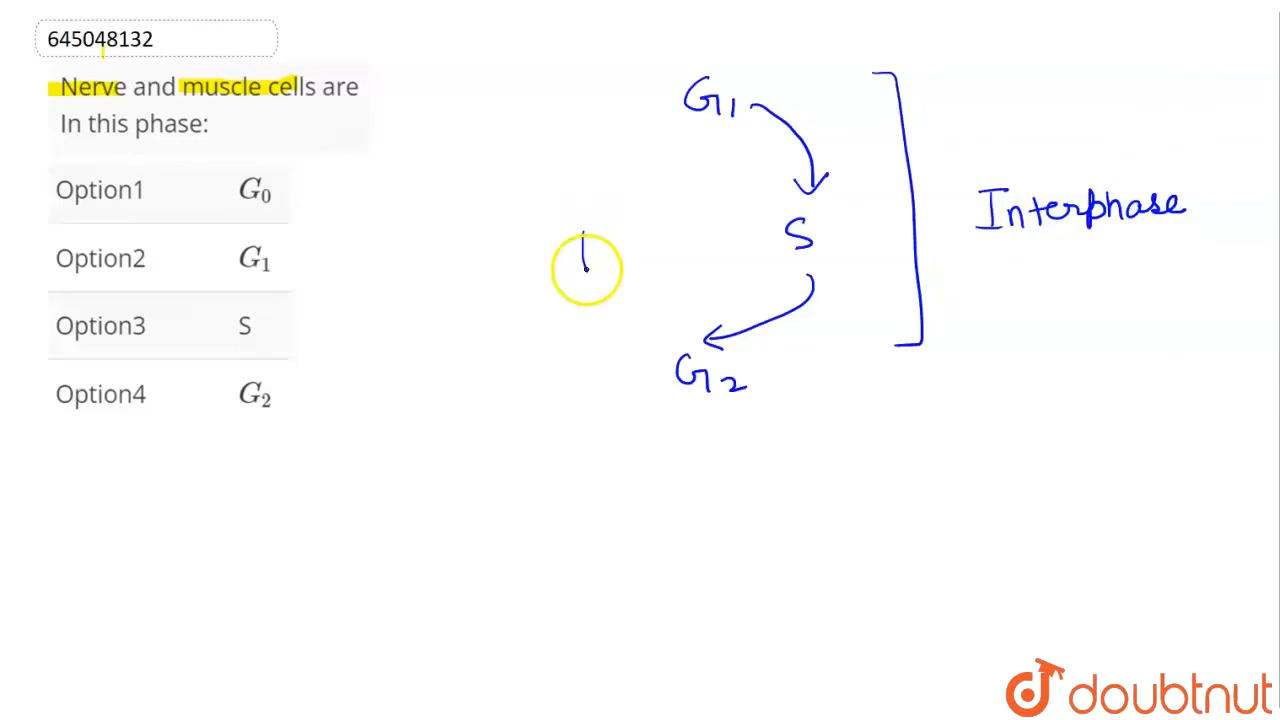 645048132
Nerve and muscle cells are
In this phase:
Option1 G₀
Option2 G₁
Option3 S
Option4 G₂
G₁
S
G₂
Interphase
doubtnut